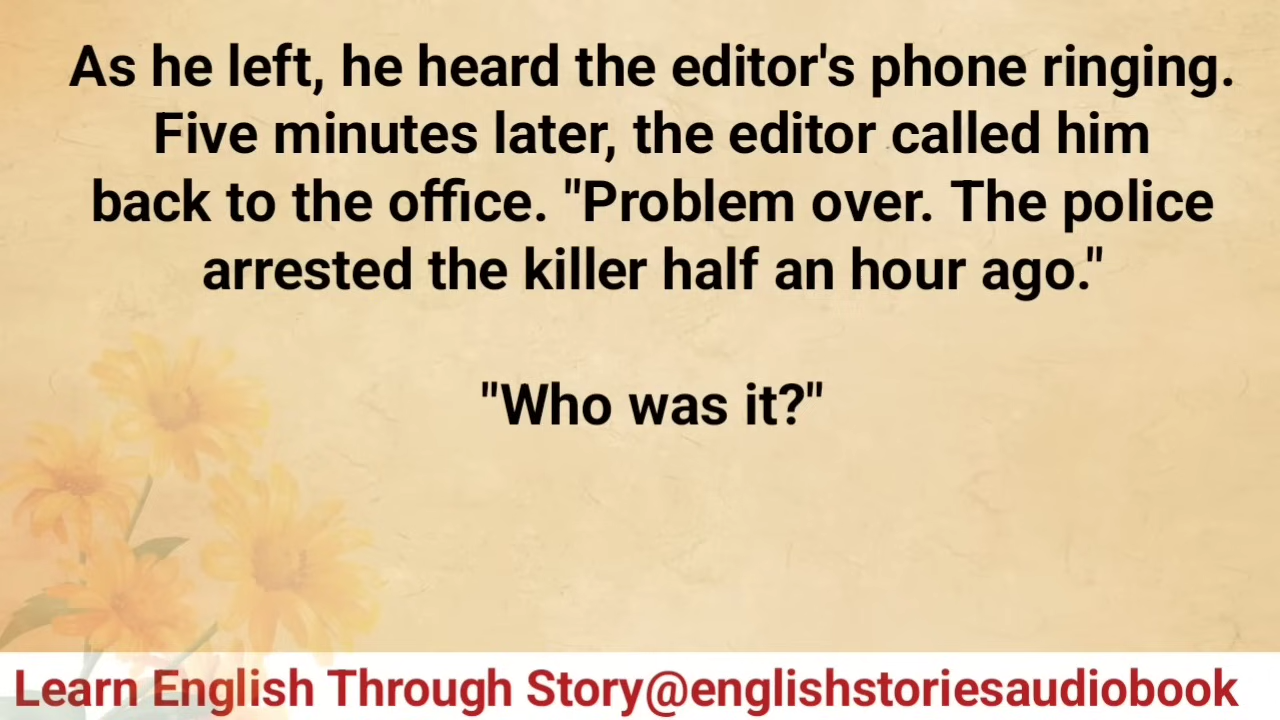 As he left, he heard the editor's phone ringing.
Five minutes later, the editor called him
back to the office. "Problem over. The police
arrested the killer half an hour ago."
"Who was it?"
Learn English Through Story@englishstoriesaudiobook